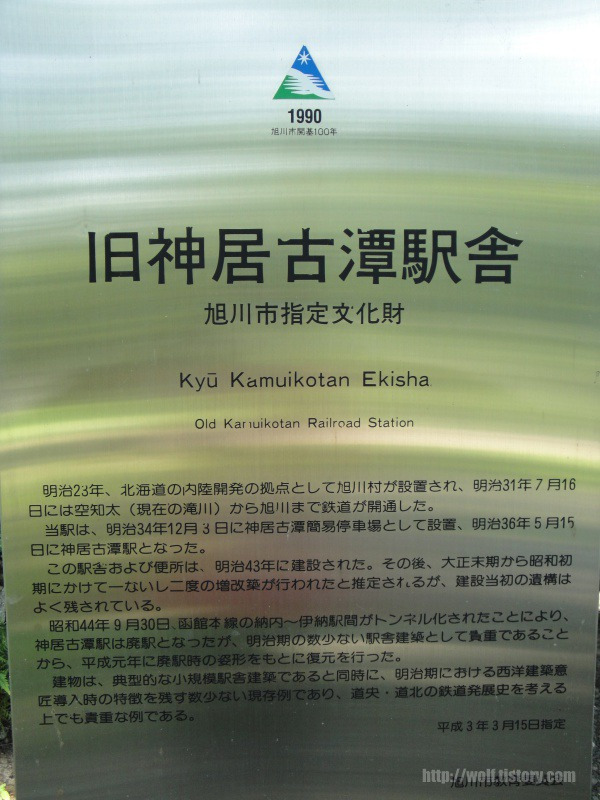 1990
旭川市開基100年
旧神居古潭駅舎
旭川市指定文化財
Kyū Kamuikotan Ekisha
Old Kamuikotan Railroad Station
明治23年、北海道の内陸開発の拠点として旭川村が設置され、明治31年7月16
日には空知太（現在の滝川）から旭川まで鉄道が開通した。
当駅は、明治34年12月3日に神居古潭簡易停車場として設置、明治36年5月15
日に神居古潭駅となった。
この駅舎および便所は、明治43年に建設された。その後、大正末期から昭和初
期にかけて一ないし二度の増改築が行われたと推定されるが、建設当初の遺構は
よく残されている。
昭和44年9月30日、函館本線の納内～伊納駅間がトンネル化されたことにより、
神居古潭駅は廃駅となったが、明治期の数少ない駅舎建築として貴重であること
から、平成元年に廃駅時の姿形をもとに復元を行った。
建物は、典型的な小規模駅舎建築であると同時に、明治期における西洋建築意
匠導入時の特徴を残す数少ない現存例であり、道央・道北の鉄道発展史を考える
上でも貴重な例である。
平成3年3月15日指定
旭川市教育委員会
http://wolf.tistory.com